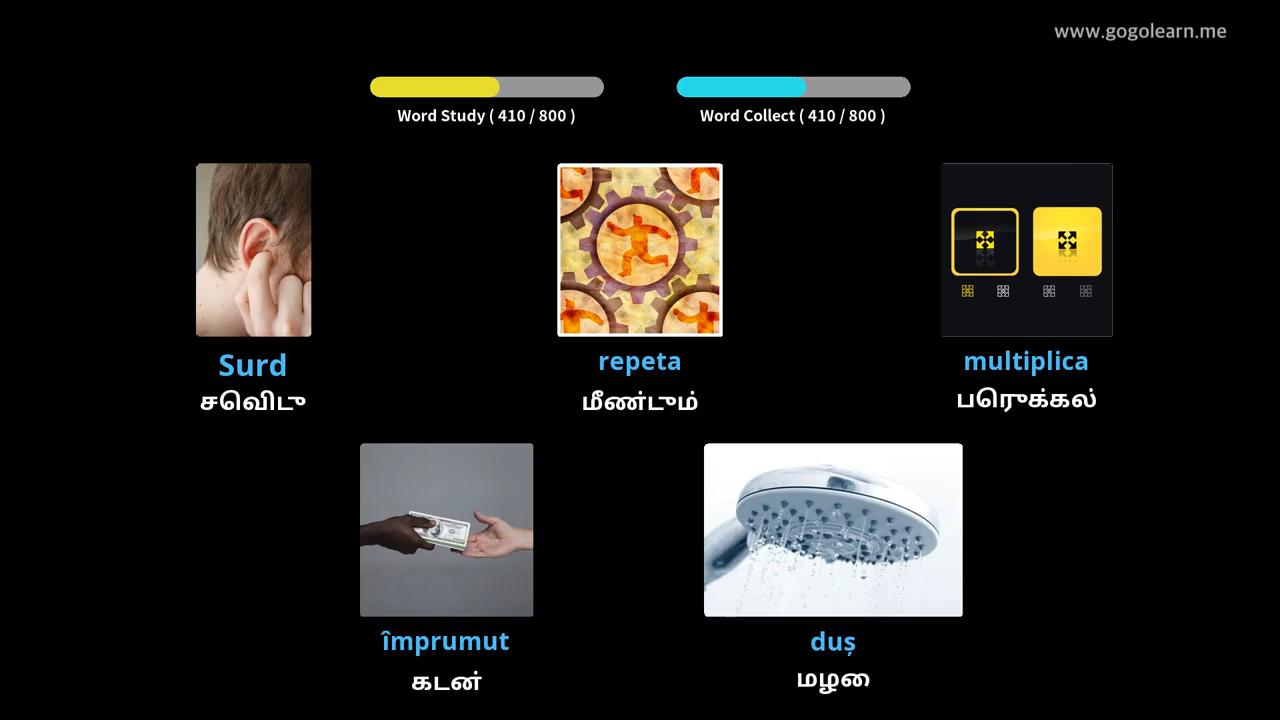 www.gogolearn.me
Word Study ( 410 / 800 )
Word Collect ( 410 / 800 )
Surd
செவிடு
repeta
மீண்டும்
multiplica
பெருக்கல்
împrumut
கடன்
duș
மழை